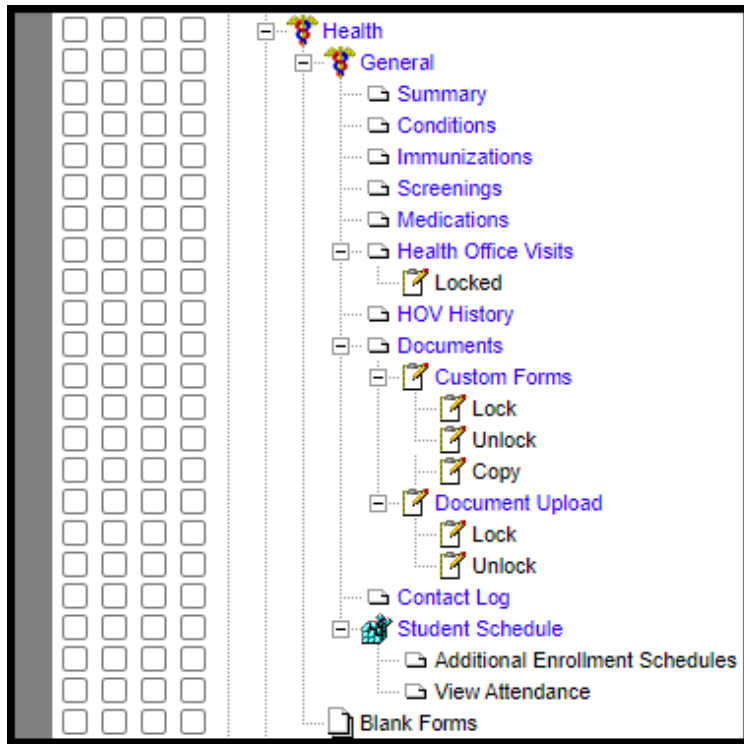 Health
General
Summary
Conditions
Immunizations
Screenings
Medications
Health Office Visits
Locked
HOV History
Documents
Custom Forms
Lock
Unlock
Copy
Document Upload
Lock
Unlock
Contact Log
Student Schedule
Additional Enrollment Schedules
View Attendance
Blank Forms